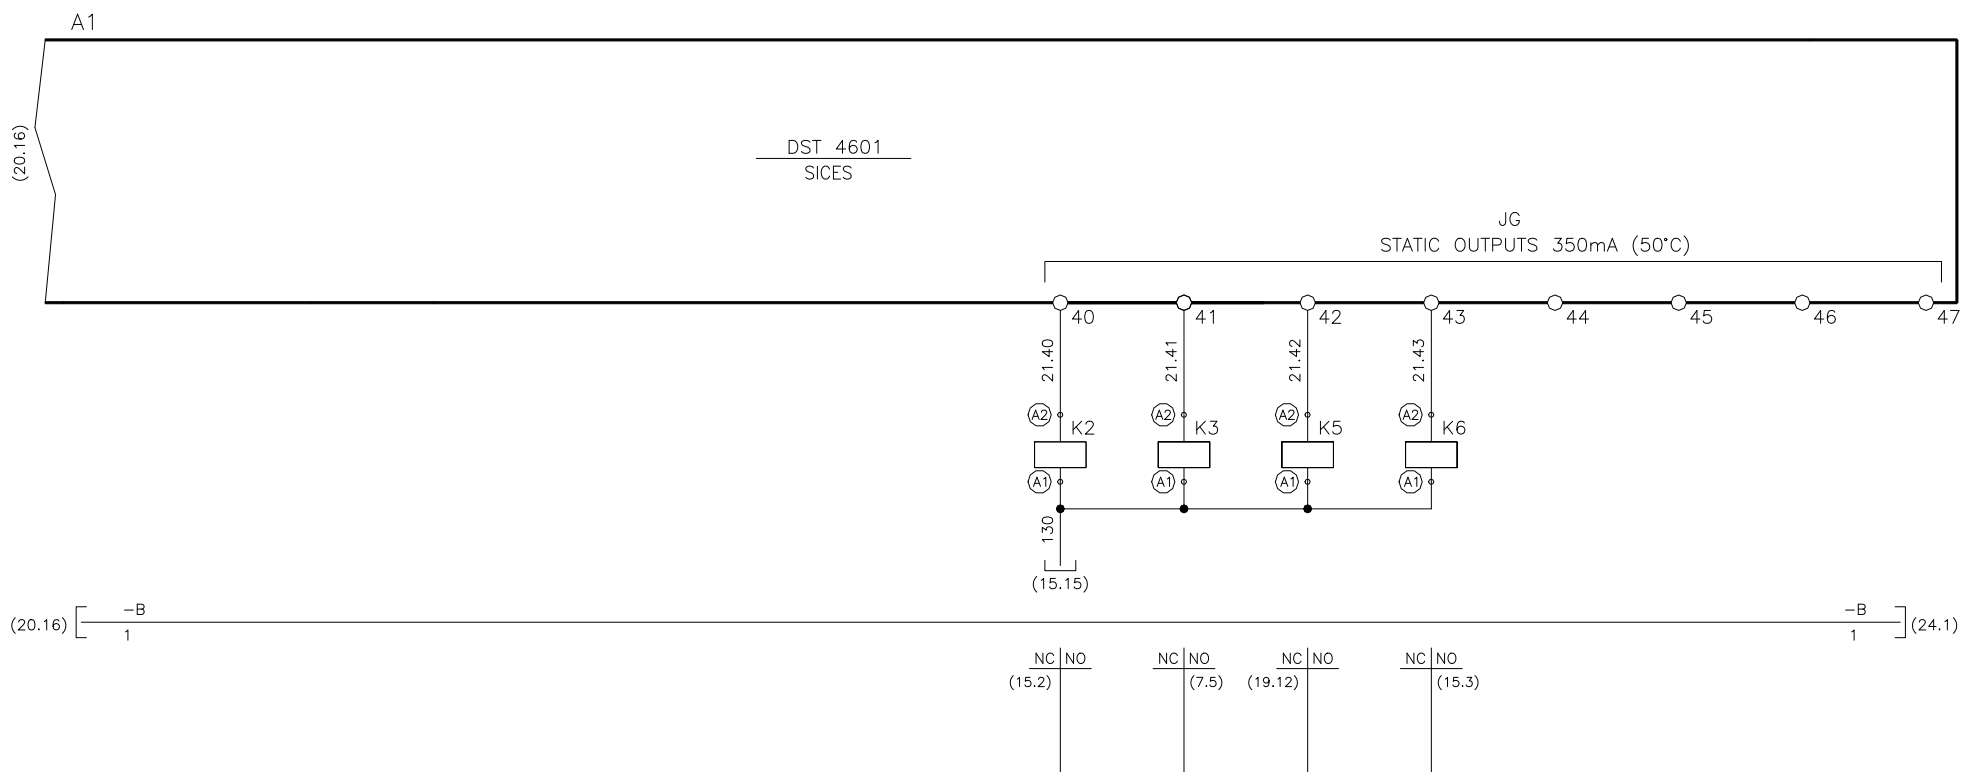 A1
(20.16)
DST 4601
SICES
JG
STATIC OUTPUTS 350mA (50°C)
40 41 42 43 44 45 46 47
21.40 21.41 21.42 21.43
A2 A2 A2 A2
K2 K3 K5 K6
A1 A1 A1 A1
130
(15.15)
(20.16) -B -B (24.1)
1 1
NC NO NC NO NC NO NC NO
(15.2) (7.5) (19.12) (15.3)